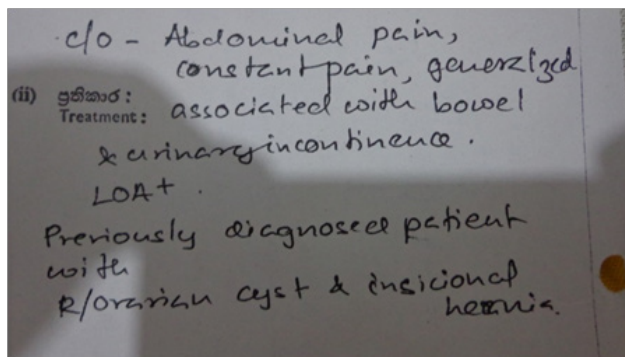 c/o - Abdominal pain,
constant pain, generalized
(ii) ප්‍රතිකාර :
Treatment : associated with bowel
& urinary incontinence.
LOA+.
Previously diagnosed patient
with
R/ovarian cyst & insicional
hernia.